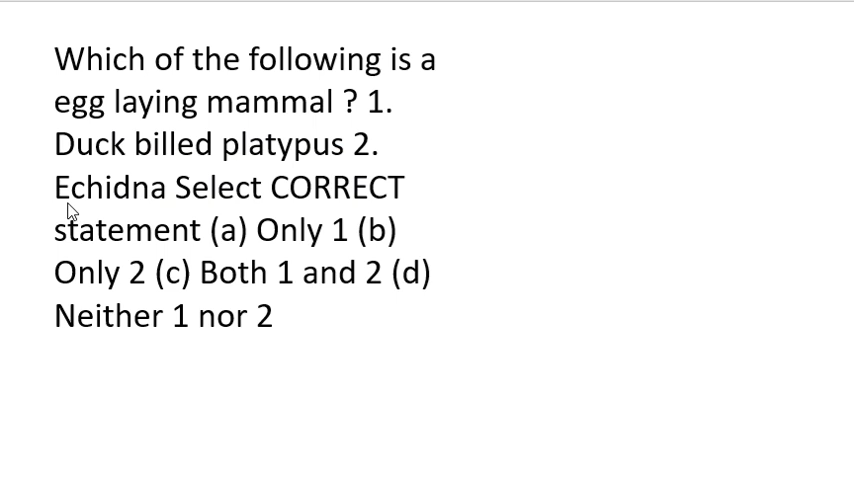 Which of the following is a
egg laying mammal ? 1.
Duck billed platypus 2.
Echidna Select CORRECT
statement (a) Only 1 (b)
Only 2 (c) Both 1 and 2 (d)
Neither 1 nor 2